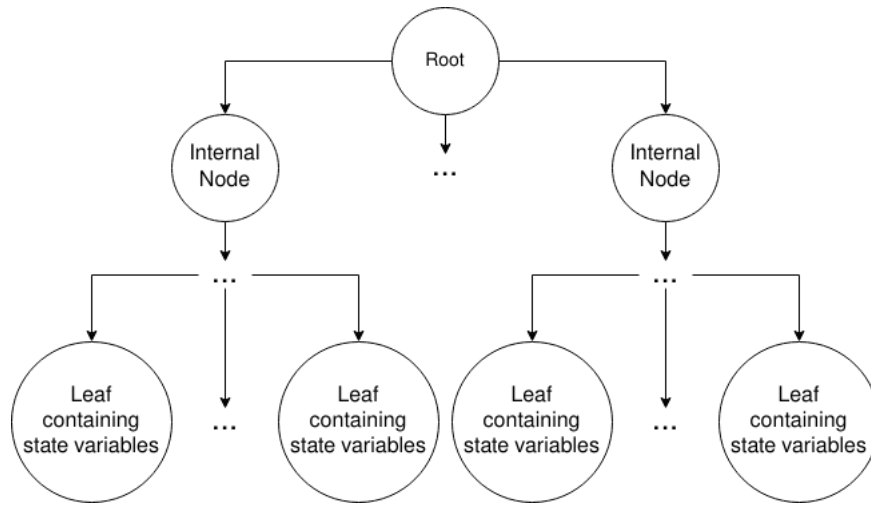 Root
Internal
Node
...
Internal
Node
...
...
Leaf
containing
state variables
...
Leaf
containing
state variables
Leaf
containing
state variables
...
Leaf
containing
state variables